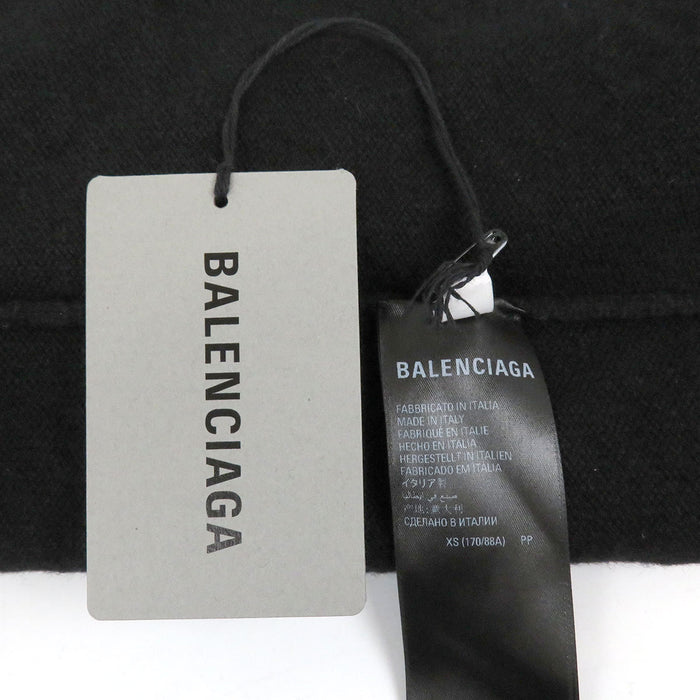 BALENCIAGA
BALENCIAGA
FABBRICATO IN ITALIA
MADE IN ITALY
FABRIQUÉ EN ITALIE
HECHO EN ITALIA
HERGESTELLT IN ITALIEN
FABRICADO EM ITÁLIA
イタリア製
صنع في إيطاليا
产地: 意大利
СДЕЛАНО В ИТАЛИИ
XS (170/88A) PP